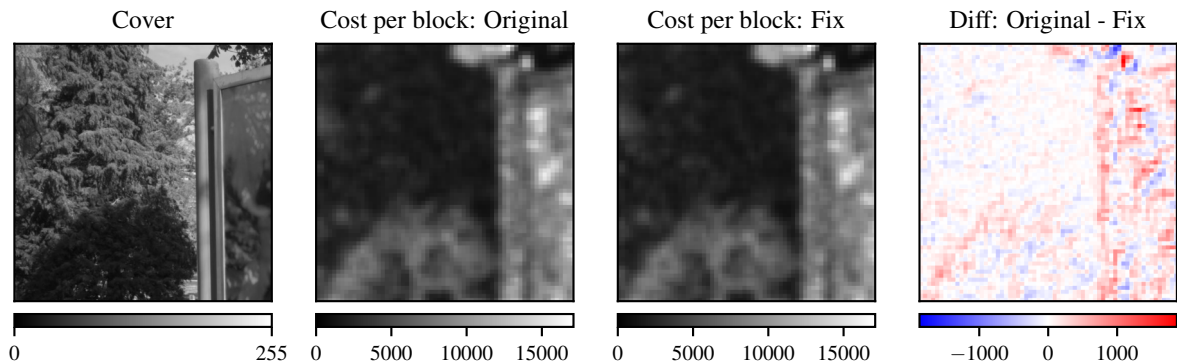 Cover
Cost per block: Original
Cost per block: Fix
Diff: Original - Fix
0 255
0 5000 10000 15000
0 5000 10000 15000
−1000 0 1000